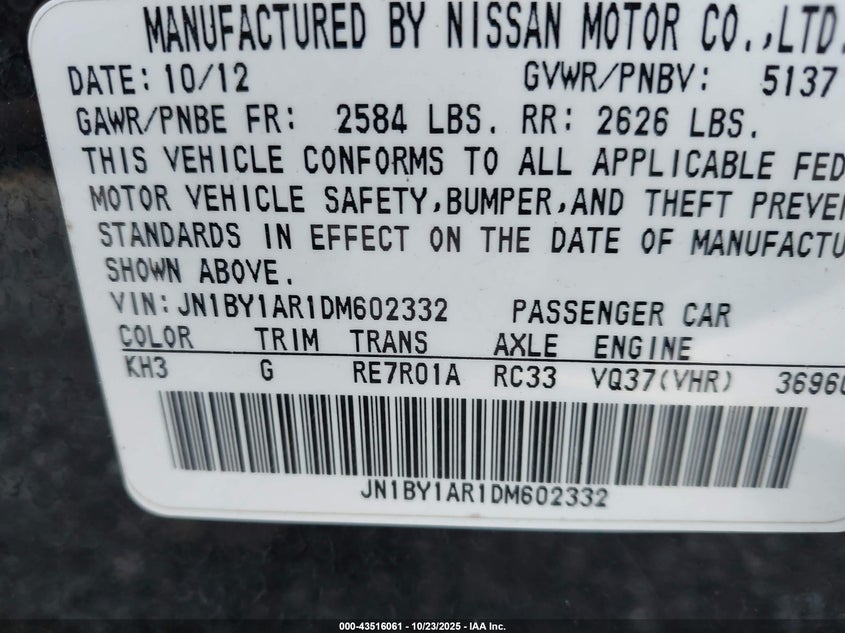 MANUFACTURED BY NISSAN MOTOR CO.,LTD.
DATE: 10/12 GVWR/PNBV: 5137
GAWR/PNBE FR: 2584 LBS. RR: 2626 LBS.
THIS VEHICLE CONFORMS TO ALL APPLICABLE FED
MOTOR VEHICLE SAFETY,BUMPER,AND THEFT PREVE
STANDARDS IN EFFECT ON THE DATE OF MANUFACTU
SHOWN ABOVE.
VIN:JN1BY1AR1DM602332 PASSENGER CAR
COLOR TRIM TRANS AXLE ENGINE
KH3 G RE7R01A RC33 VQ37(VHR) 3696
JN1BY1AR1DM602332
000-43516061 - 10/23/2025 - IAA Inc.